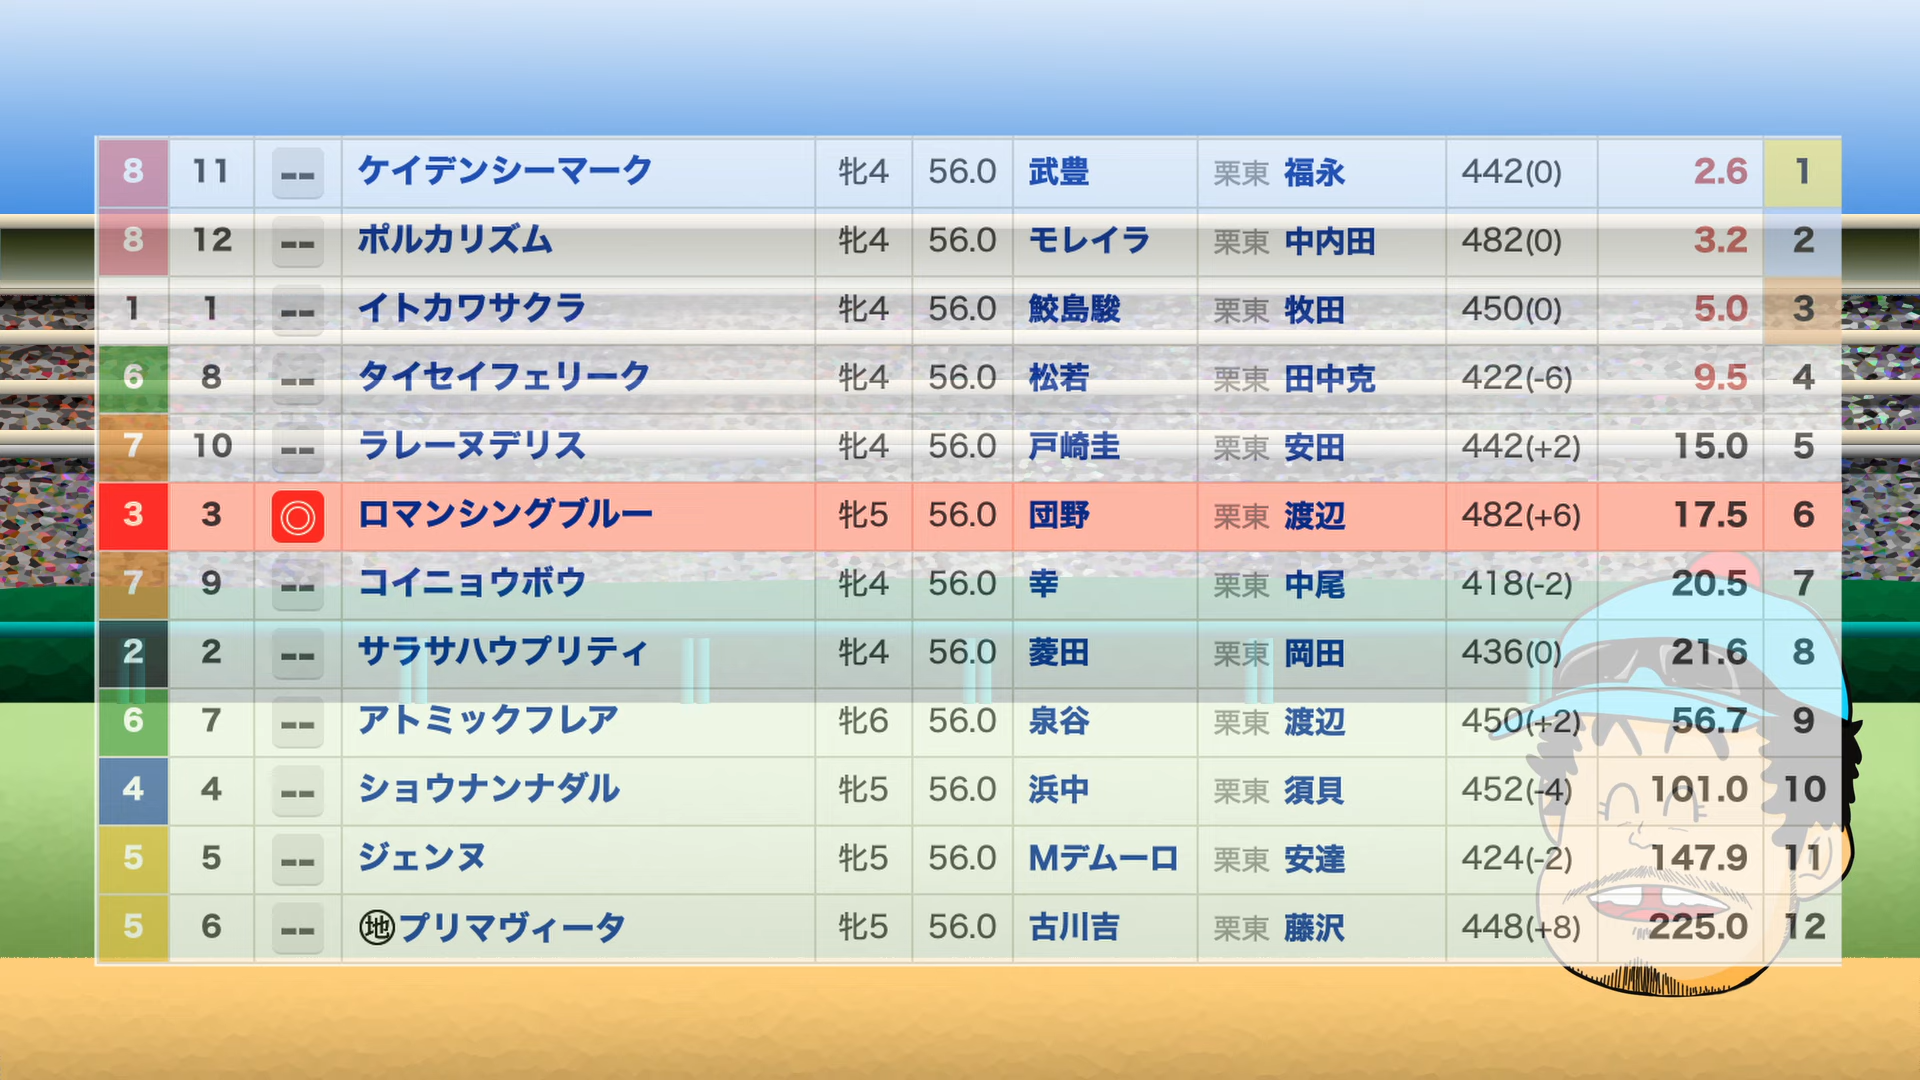 8 11 -- ケイデンシーマーク 牝4 56.0 武豊 栗東 福永 442(0) 2.6 1
8 12 -- ポルカリズム 牝4 56.0 モレイラ 栗東 中内田 482(0) 3.2 2
1 1 -- イトカワサクラ 牝4 56.0 鮫島駿 栗東 牧田 450(0) 5.0 3
6 8 -- タイセイフェリーク 牝4 56.0 松若 栗東 田中克 422(-6) 9.5 4
7 10 -- ラレーヌデリス 牝4 56.0 戸崎圭 栗東 安田 442(+2) 15.0 5
3 3 ◎ ロマンシングブルー 牝5 56.0 団野 栗東 渡辺 482(+6) 17.5 6
7 9 -- コイニョウボウ 牝4 56.0 幸 栗東 中尾 418(-2) 20.5 7
2 2 -- サラサハウプリティ 牝4 56.0 菱田 栗東 岡田 436(0) 21.6 8
6 7 -- アトミックフレア 牝6 56.0 泉谷 栗東 渡辺 450(+2) 56.7 9
4 4 -- ショウナンナダル 牝5 56.0 浜中 栗東 須貝 452(-4) 101.0 10
5 5 -- ジェンヌ 牝5 56.0 Mデムーロ 栗東 安達 424(-2) 147.9 11
5 6 -- 地プリマヴィータ 牝5 56.0 古川吉 栗東 藤沢 448(+8) 225.0 12